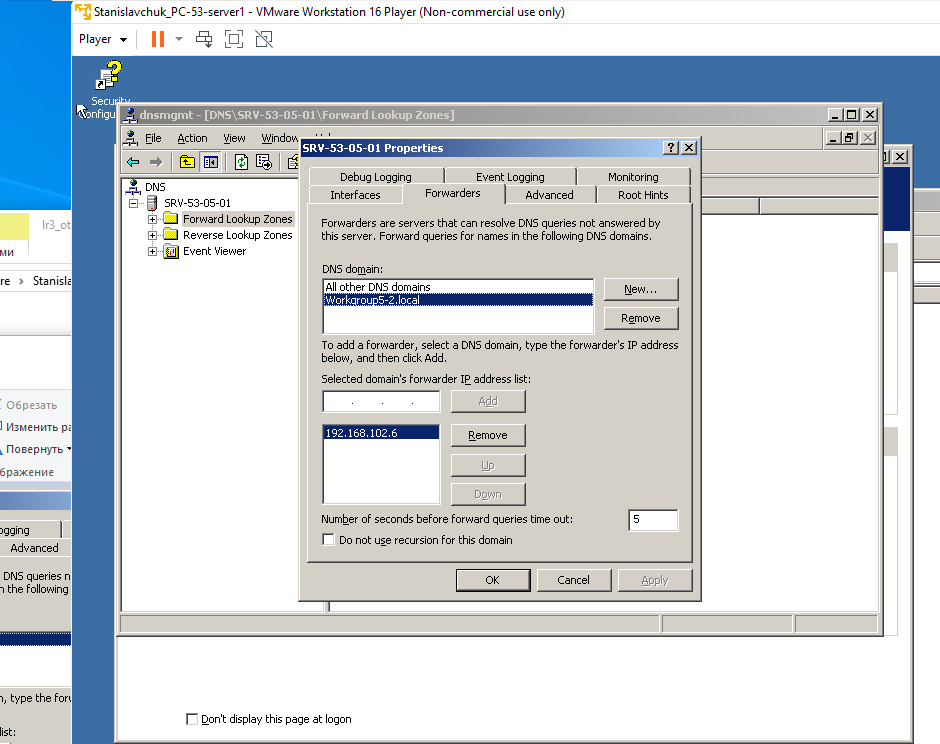 Stanislavchuk_PC-53-server1 - VMware Workstation 16 Player (Non-commercial use only)
Player
Security
onfigu
dnsmgmt - [DNS\SRV-53-05-01\Forward Lookup Zones]
File Action View Window
SRV-53-05-01 Properties
Debug Logging Event Logging Monitoring
Interfaces Forwarders Advanced Root Hints
DNS
SRV-53-05-01
Forward Lookup Zones
Reverse Lookup Zones
Event Viewer
Forwarders are servers that can resolve DNS queries not answered by
this server. Forward queries for names in the following DNS domains.
DNS domain:
All other DNS domains
Workgroup5-2.local
New...
Remove
To add a forwarder, select a DNS domain, type the forwarder's IP address
below, and then click Add.
Selected domain's forwarder IP address list:
. . .
Add
192.168.102.6
Remove
Up
Down
Number of seconds before forward queries time out:
5
Do not use recursion for this domain
OK Cancel Apply
Don't display this page at logon
lr3_ot
ми
re > Stanisla
Обрезать
Изменить ра
Повернуть
бражение
ogging
Advanced
DNS queries n
n the following
n, type the forw
list: